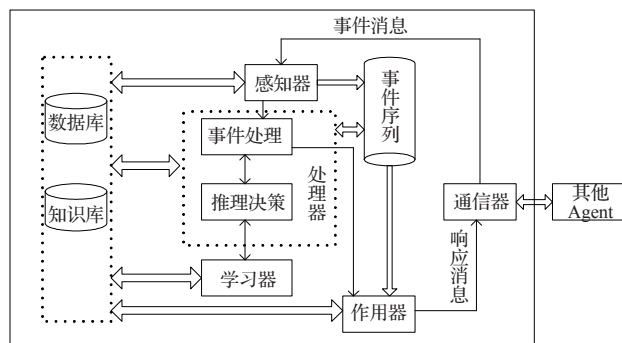 事件消息
感知器
事件序列
数据库
事件处理
处理器
推理决策
知识库
通信器
其他
Agent
响应消息
学习器
作用器